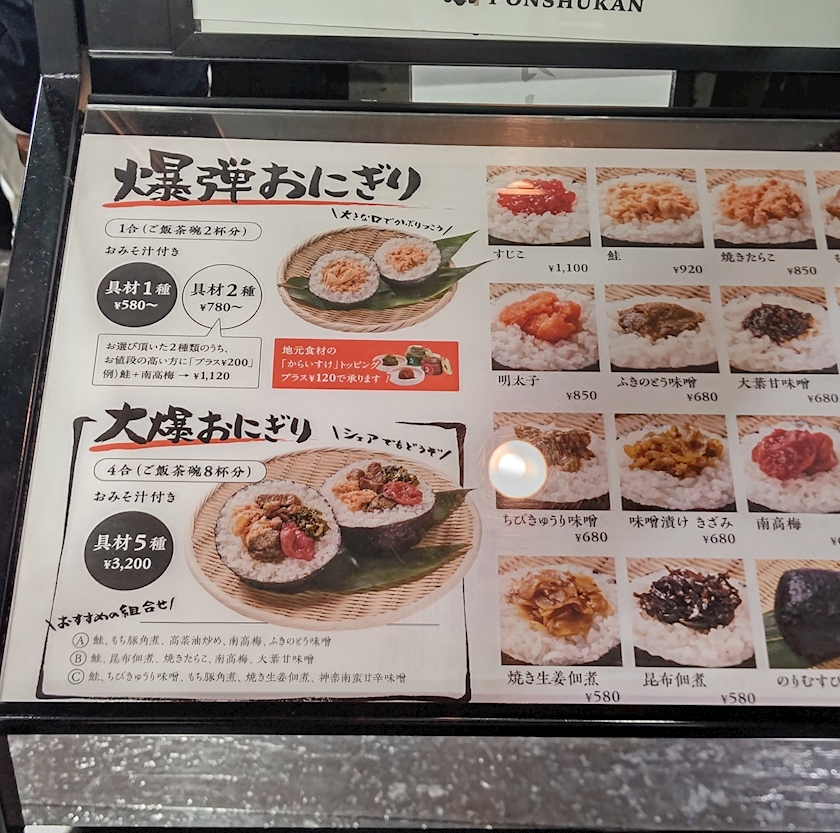 PONSHUKAN
爆弾おにぎり
1合(ご飯茶碗2杯分)
おみそ汁付き
大きな口でかぶりつこう
具材1種
¥580〜
具材2種
¥780〜
お選び頂いた2種類のうち、
お値段の高い方に「プラス¥200」
例)鮭+南高梅 → ¥1,120
地元食材の
「からいすけ」トッピング
プラス¥120で承ります!
大爆おにぎり
シェアでもどうぞ
4合(ご飯茶碗8杯分)
おみそ汁付き
具材5種
¥3,200
おすすめの組合せ
A 鮭、もち豚角煮、高菜油炒め、南高梅、ふきのとう味噌
B 鮭、昆布佃煮、焼きたらこ、南高梅、大葉甘味噌
C 鮭、ちびきゅうり味噌、もち豚角煮、焼き生姜佃煮、神楽南蛮甘辛味噌
すじこ
¥1,100
鮭
¥920
焼きたらこ
¥850
明太子
¥850
ふきのとう味噌
¥680
大葉甘味噌
¥680
ちびきゅうり味噌
¥680
味噌漬け きざみ
¥680
南高梅
焼き生姜佃煮
¥580
昆布佃煮
¥580
のりむすび